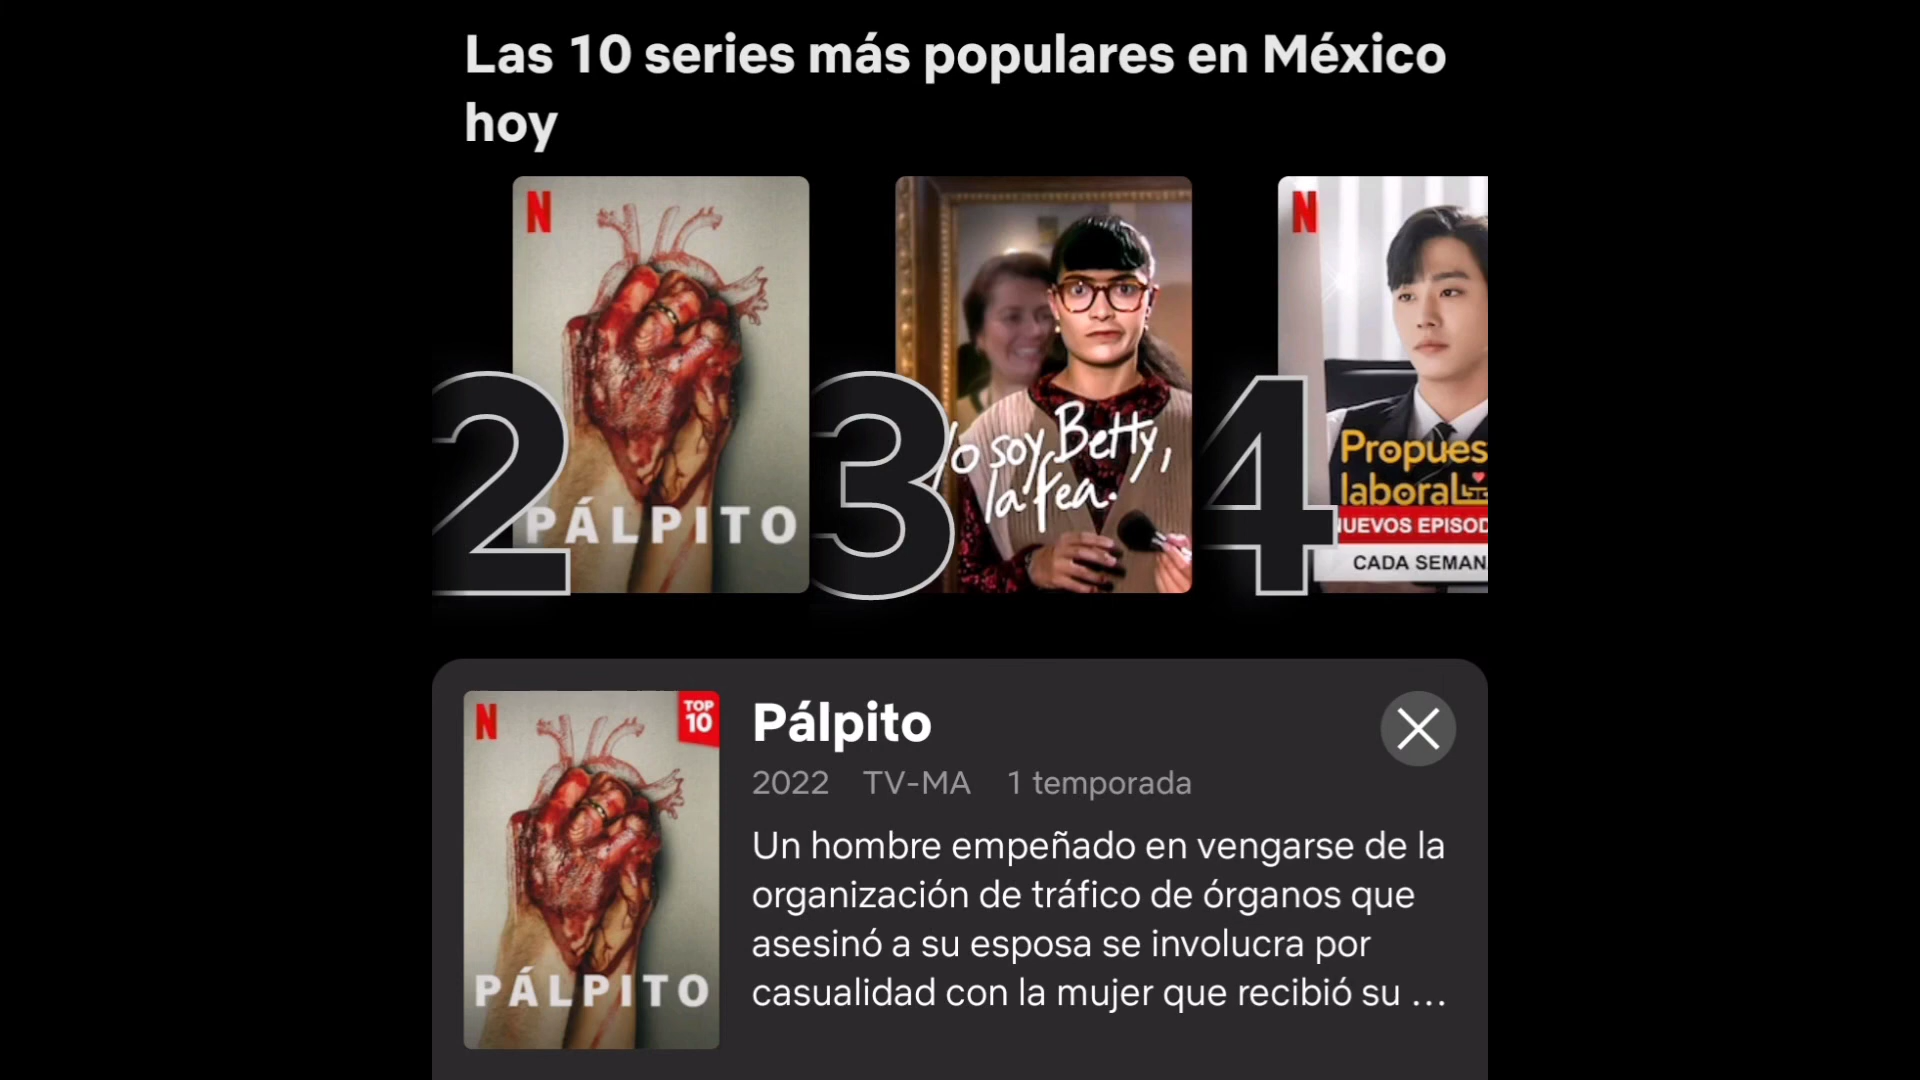 Las 10 series más populares en México
hoy
N
2
PÁLPITO
3
Yo soy Betty,
la fea.
N
4
Propues
laboral
NUEVOS EPISOD
CADA SEMAN
N
TOP
10
PÁLPITO
Pálpito
2022 TV-MA 1 temporada
Un hombre empeñado en vengarse de la
organización de tráfico de órganos que
asesinó a su esposa se involucra por
casualidad con la mujer que recibió su ...